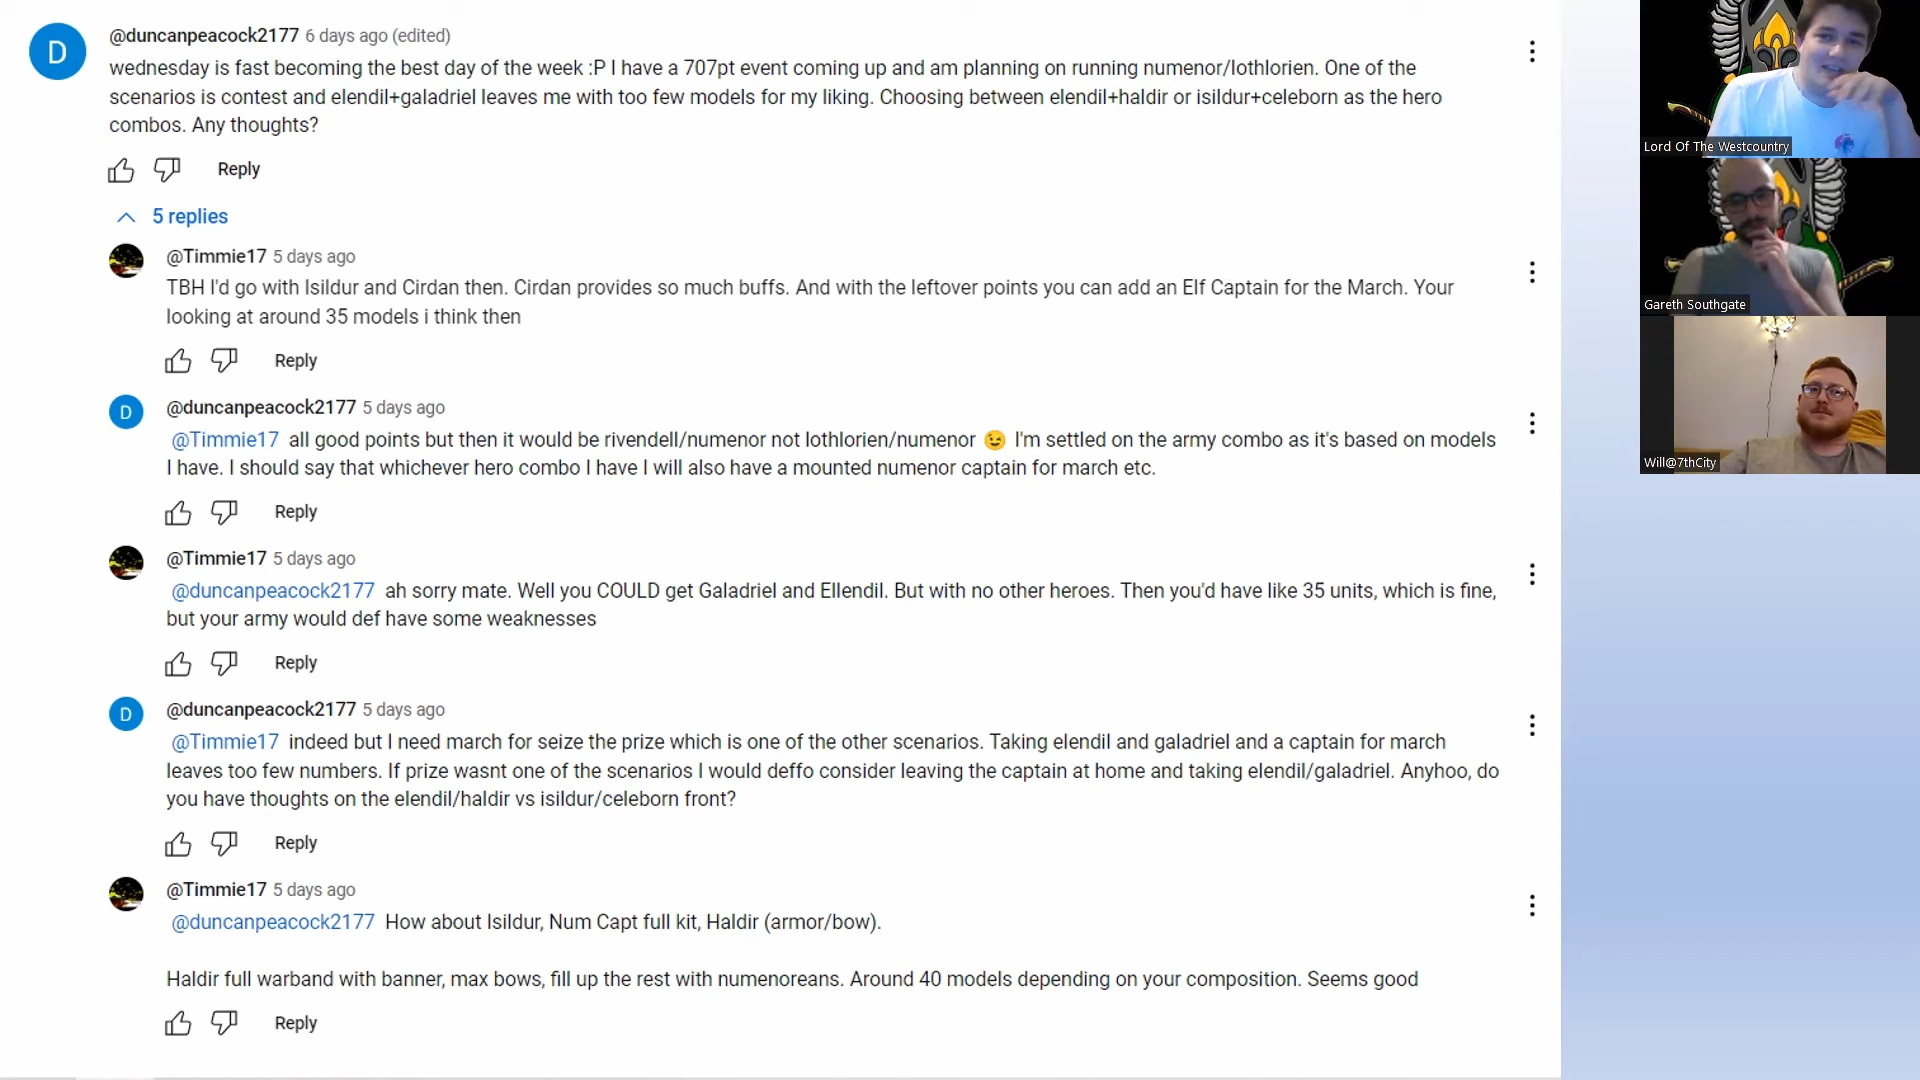 D
@duncanpeacock2177 6 days ago (edited)
wednesday is fast becoming the best day of the week :P I have a 707pt event coming up and am planning on running numenor/lothlorien. One of the
scenarios is contest and elendil+galadriel leaves me with too few models for my liking. Choosing between elendil+haldir or isildur+celeborn as the hero
combos. Any thoughts?
Reply
5 replies
@Timmie17 5 days ago
TBH I'd go with Isildur and Cirdan then. Cirdan provides so much buffs. And with the leftover points you can add an Elf Captain for the March. Your
looking at around 35 models i think then
Reply
D
@duncanpeacock2177 5 days ago
@Timmie17 all good points but then it would be rivendell/numenor not lothlorien/numenor 😉 I'm settled on the army combo as it's based on models
I have. I should say that whichever hero combo I have I will also have a mounted numenor captain for march etc.
Reply
@Timmie17 5 days ago
@duncanpeacock2177 ah sorry mate. Well you COULD get Galadriel and Ellendil. But with no other heroes. Then you'd have like 35 units, which is fine,
but your army would def have some weaknesses
Reply
D
@duncanpeacock2177 5 days ago
@Timmie17 indeed but I need march for seize the prize which is one of the other scenarios. Taking elendil and galadriel and a captain for march
leaves too few numbers. If prize wasnt one of the scenarios I would deffo consider leaving the captain at home and taking elendil/galadriel. Anyhoo, do
you have thoughts on the elendil/haldir vs isildur/celeborn front?
Reply
@Timmie17 5 days ago
@duncanpeacock2177 How about Isildur, Num Capt full kit, Haldir (armor/bow).
Haldir full warband with banner, max bows, fill up the rest with numenoreans. Around 40 models depending on your composition. Seems good
Reply
Lord Of The Westcountry
Gareth Southgate
Will@7thCity